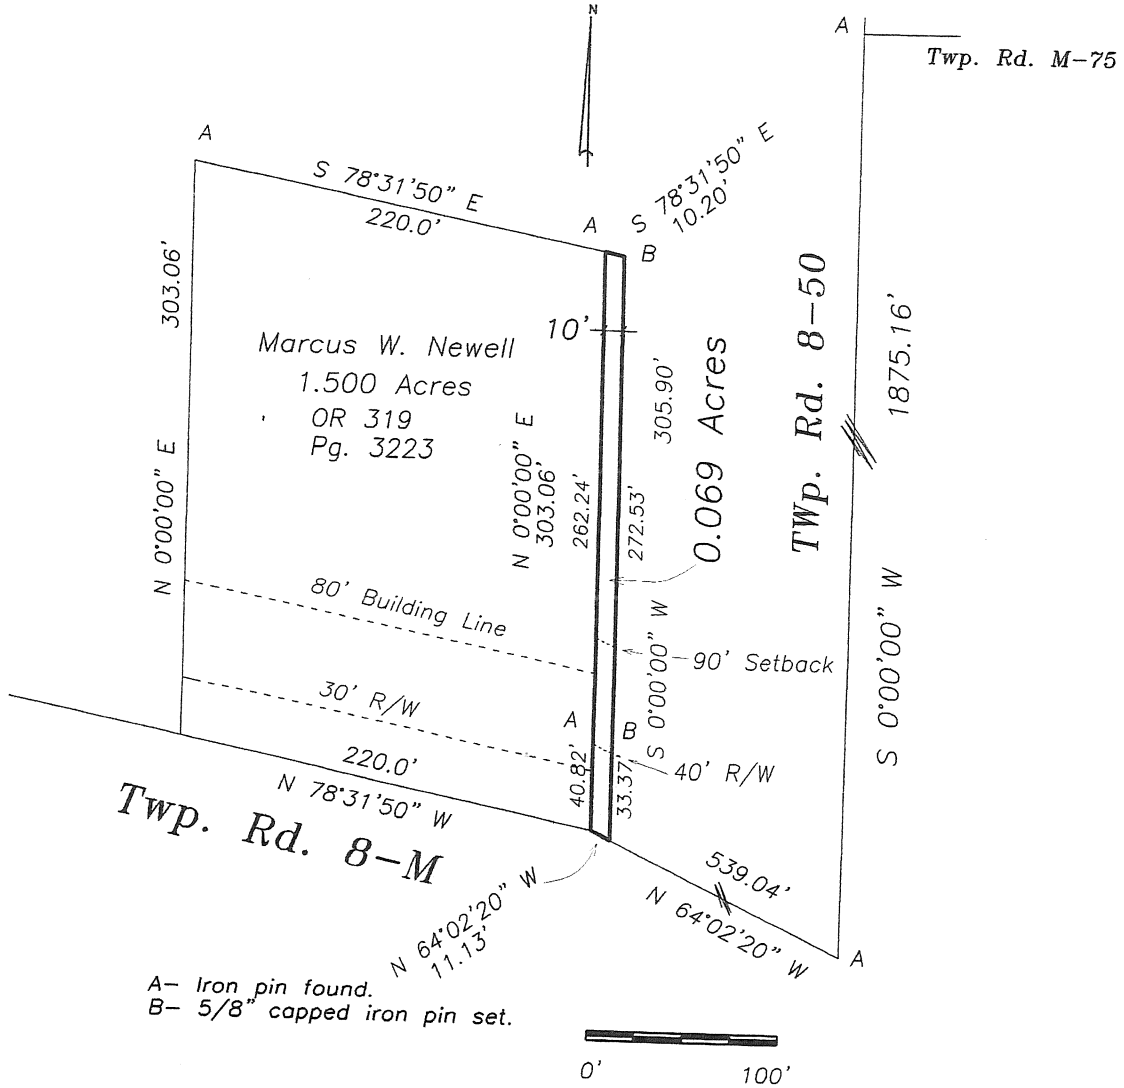 N
A
Twp. Rd. M-75
A
S 78°31'50" E
220.0'
S 78°31'50" E
10.20'
A
B
303.06'
N 0°00'00" E
10'
Marcus W. Newell
1.500 Acres
OR 319
Pg. 3223
N 0°00'00" E
303.06'
262.24'
272.53'
305.90'
S 0°00'00" W
0.069 Acres
TWp. Rd. 8-50
1875.16'
S 0°00'00" W
80' Building Line
90' Setback
30' R/W
A
B
40.82'
33.37'
40' R/W
220.0'
N 78°31'50" W
Twp. Rd. 8-M
N 64°02'20" W
11.13'
539.04'
N 64°02'20" W
A
A- Iron pin found.
B- 5/8" capped iron pin set.
0' 100'